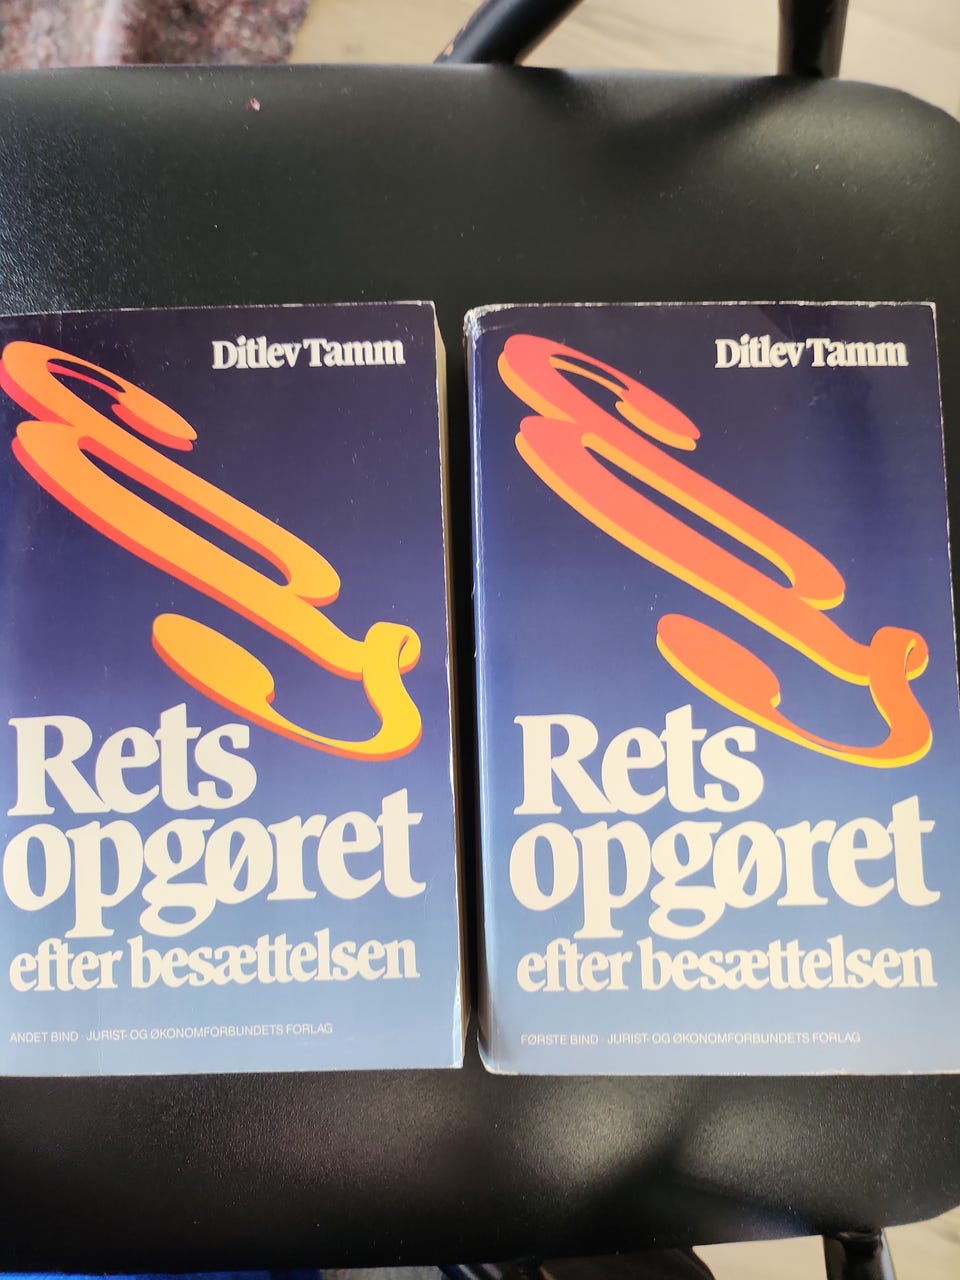 Ditlev Tamm
Rets
opgøret
efter besættelsen
ANDET BIND · JURIST- OG ØKONOMFORBUNDETS FORLAG
Ditlev Tamm
Rets
opgøret
efter besættelsen
FØRSTE BIND · JURIST- OG ØKONOMFORBUNDETS FORLAG